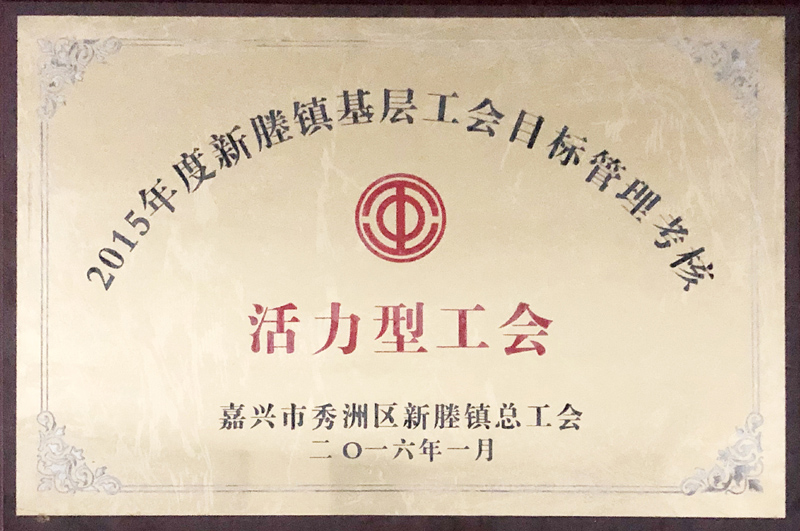 2015年度新塍镇基层工会目标管理考核
活力型工会
嘉兴市秀洲区新塍镇总工会
二〇一六年一月